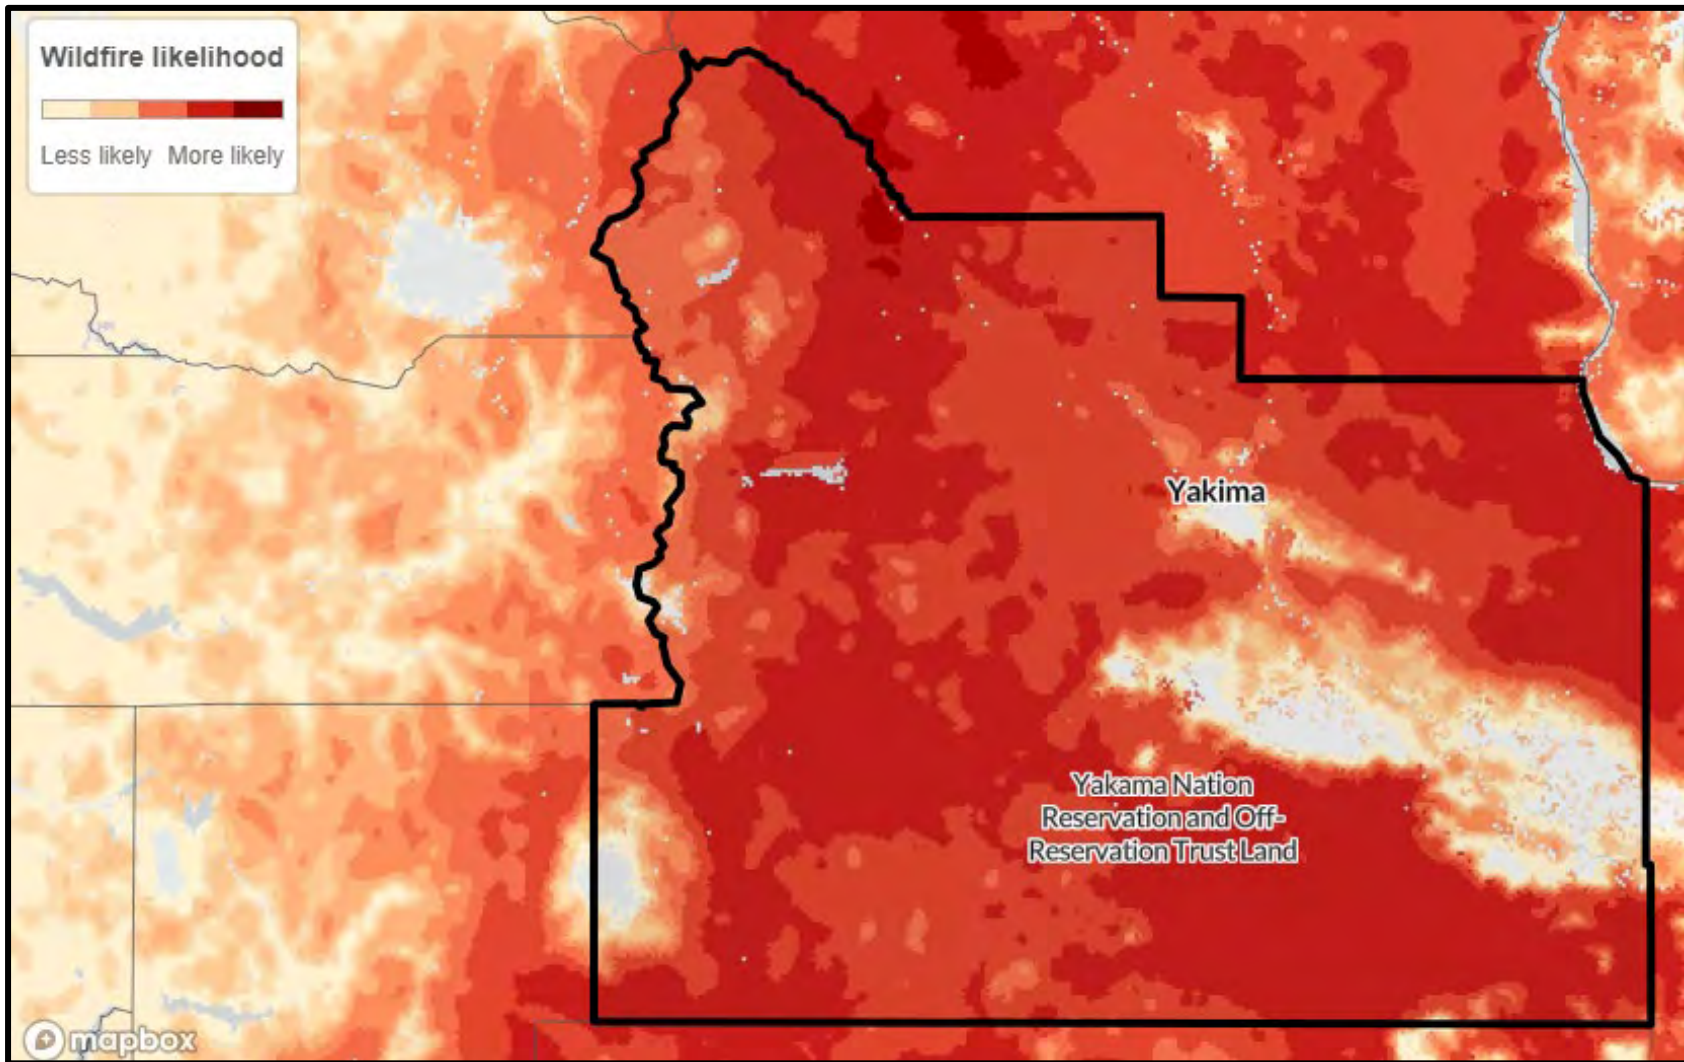 Wildfire likelihood
Less likely More likely
Yakima
Yakama Nation
Reservation and Off-
Reservation Trust Land
mapbox